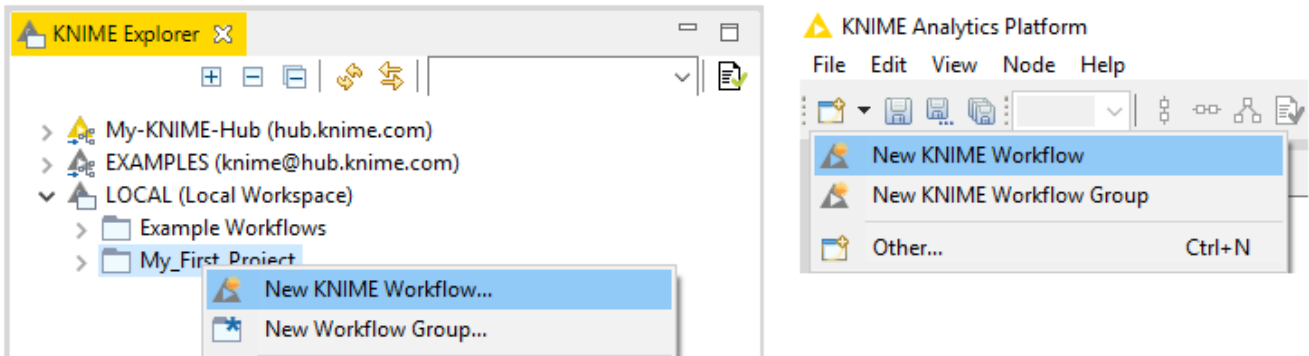 KNIME Explorer
My-KNIME-Hub (hub.knime.com)
EXAMPLES (knime@hub.knime.com)
LOCAL (Local Workspace)
Example Workflows
My_First_Project
New KNIME Workflow...
New Workflow Group...
KNIME Analytics Platform
File Edit View Node Help
New KNIME Workflow
New KNIME Workflow Group
Other... Ctrl+N